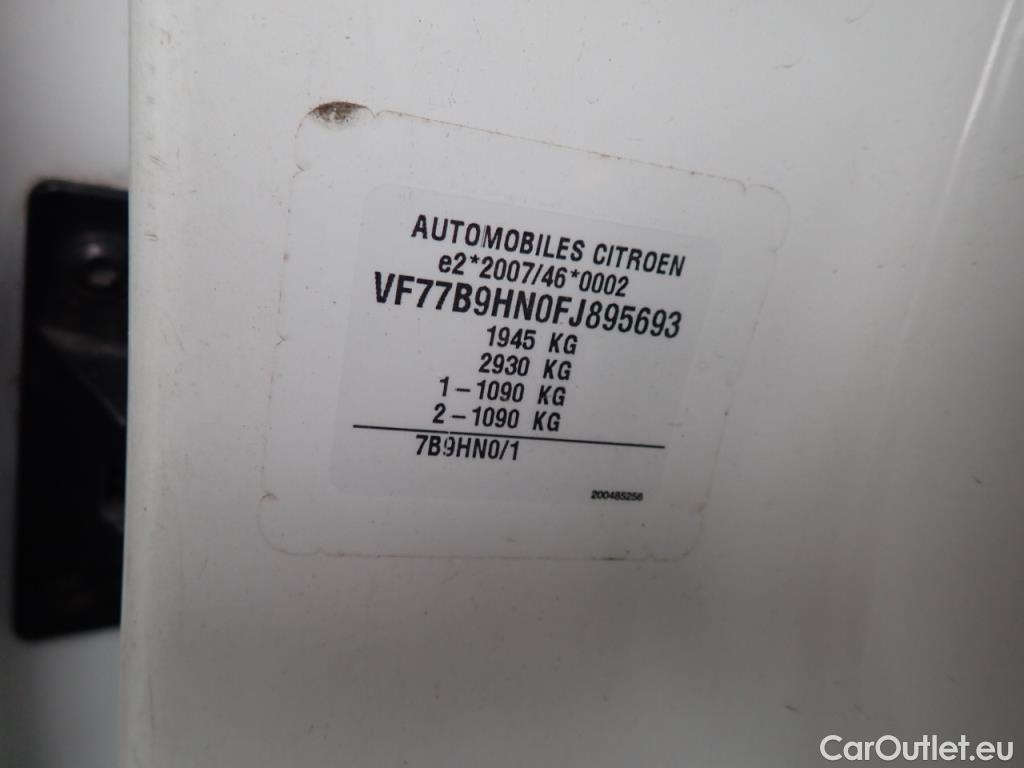 AUTOMOBILES CITROEN
e2*2007/46*0002
VF77B9HN0FJ895693
1945 KG
2930 KG
1-1090 KG
2-1090 KG
7B9HN0/1
200485258
CarOutlet.eu